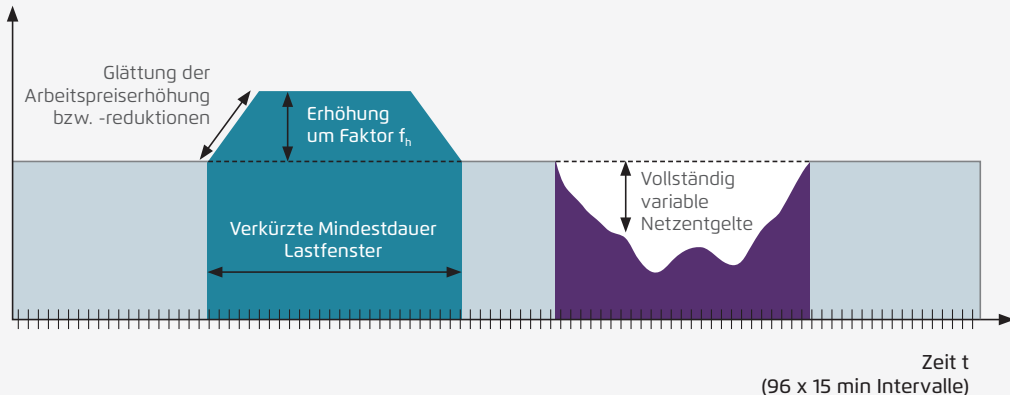 Glättung der
Arbeitspreiserhöhung
bzw. -reduktionen
Erhöhung
um Faktor fₕ
Verkürzte Mindestdauer
Lastfenster
Vollständig
variable
Netzentgelte
Zeit t
(96 x 15 min Intervalle)